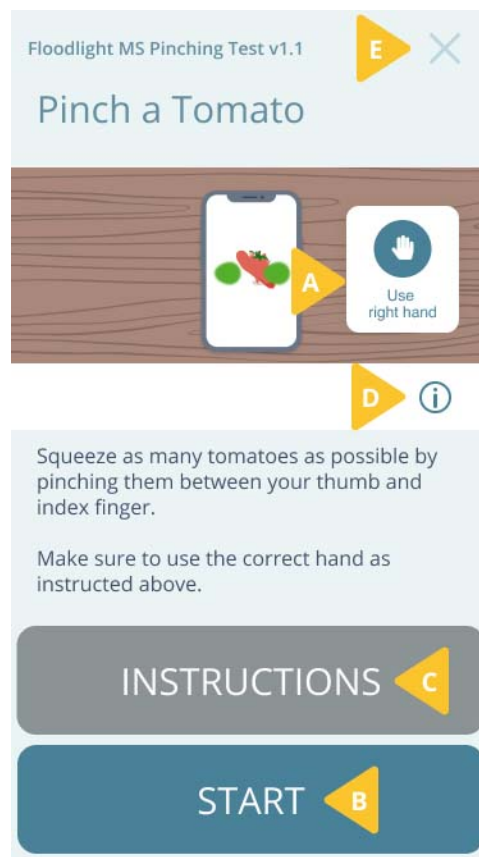 Floodlight MS Pinching Test v1.1
E
Pinch a Tomato
A
Use
right hand
D
i
Squeeze as many tomatoes as possible by
pinching them between your thumb and
index finger.
Make sure to use the correct hand as
instructed above.
INSTRUCTIONS
C
START
B